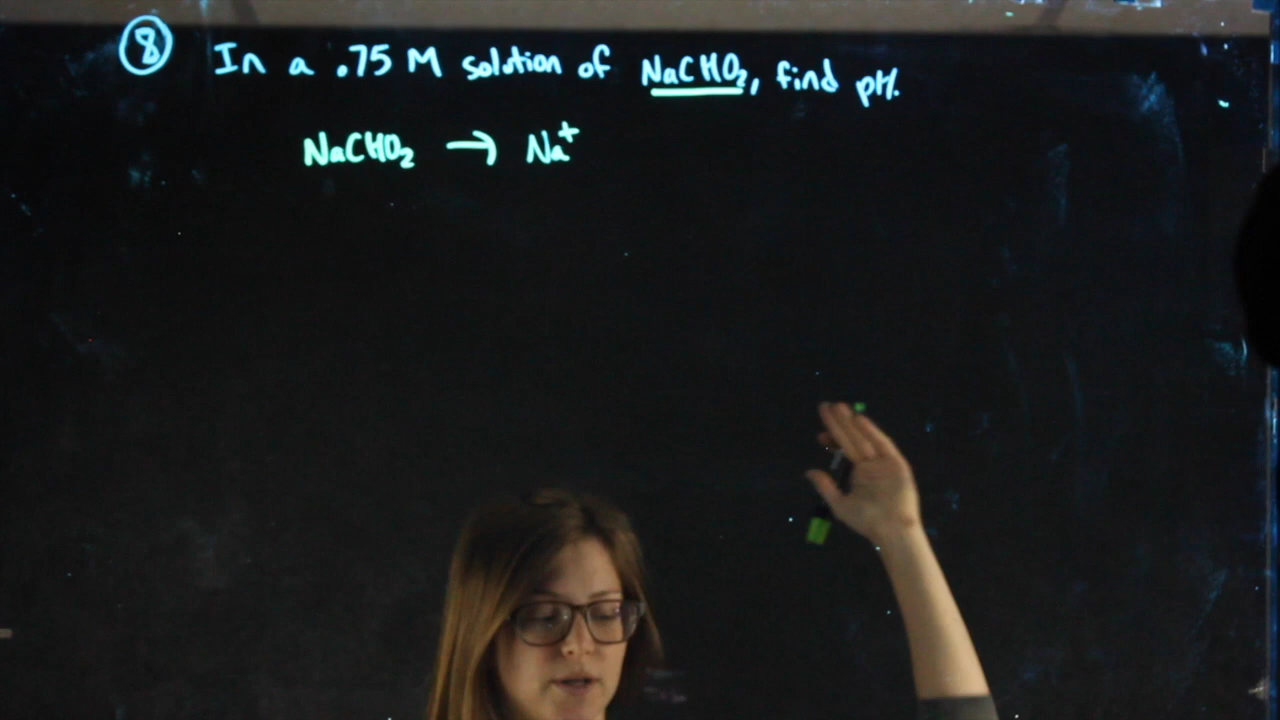 ⑧ In a .75 M solution of NaCHO₂, find pH.
NaCHO₂ → Na⁺